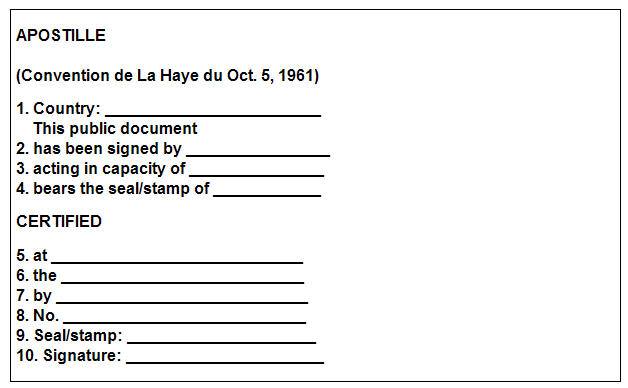 APOSTILLE
(Convention de La Haye du Oct. 5, 1961)
1. Country: ________________________
This public document
2. has been signed by ________________
3. acting in capacity of _______________
4. bears the seal/stamp of ____________
CERTIFIED
5. at ____________________________
6. the ___________________________
7. by ____________________________
8. No. ___________________________
9. Seal/stamp: _____________________
10. Signature: ______________________